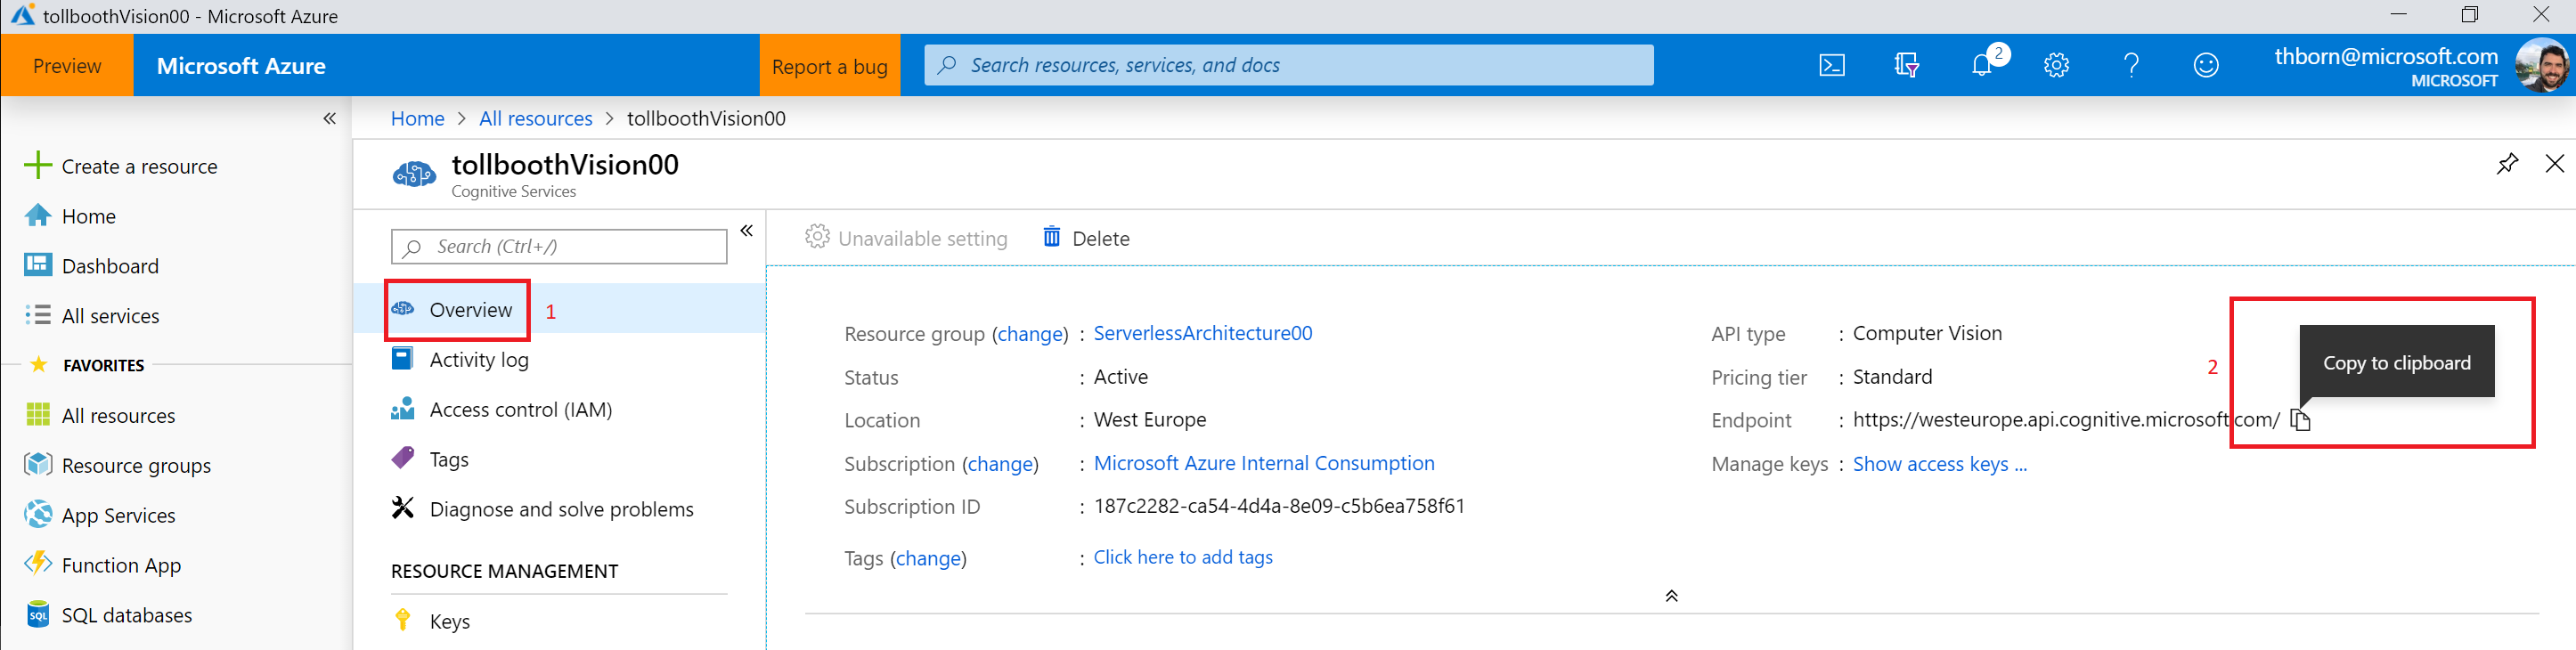 tollboothVision00 - Microsoft Azure
Preview
Microsoft Azure
Report a bug
Search resources, services, and docs
2
thborn@microsoft.com
MICROSOFT
Home > All resources > tollboothVision00
Create a resource
Home
Dashboard
All services
FAVORITES
All resources
Resource groups
App Services
Function App
SQL
SQL databases
tollboothVision00
Cognitive Services
Search (Ctrl+/)
Overview
1
Activity log
Access control (IAM)
Tags
Diagnose and solve problems
RESOURCE MANAGEMENT
Keys
Unavailable setting
Delete
Resource group (change) : ServerlessArchitecture00
Status : Active
Location : West Europe
Subscription (change) : Microsoft Azure Internal Consumption
Subscription ID : 187c2282-ca54-4d4a-8e09-c5b6ea758f61
Tags (change) : Click here to add tags
API type : Computer Vision
Pricing tier : Standard
Endpoint : https://westeurope.api.cognitive.microsoft.com/
Manage keys : Show access keys ...
2
Copy to clipboard